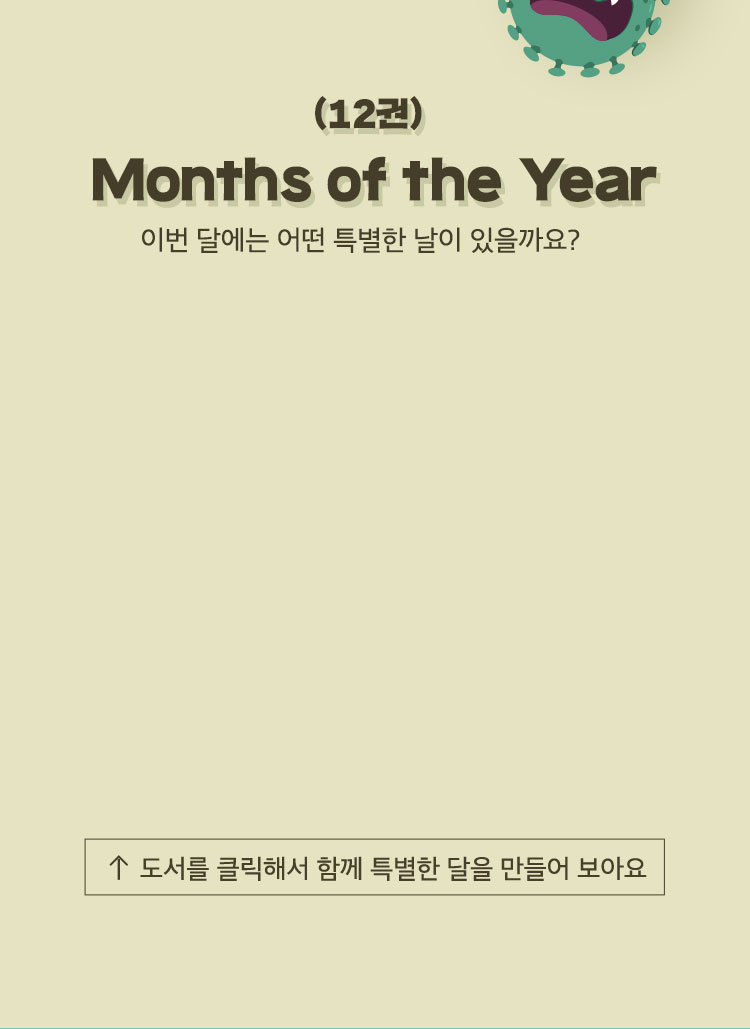 (12권)
Months of the Year
이번 달에는 어떤 특별한 날이 있을까요?
↑ 도서를 클릭해서 함께 특별한 달을 만들어 보아요